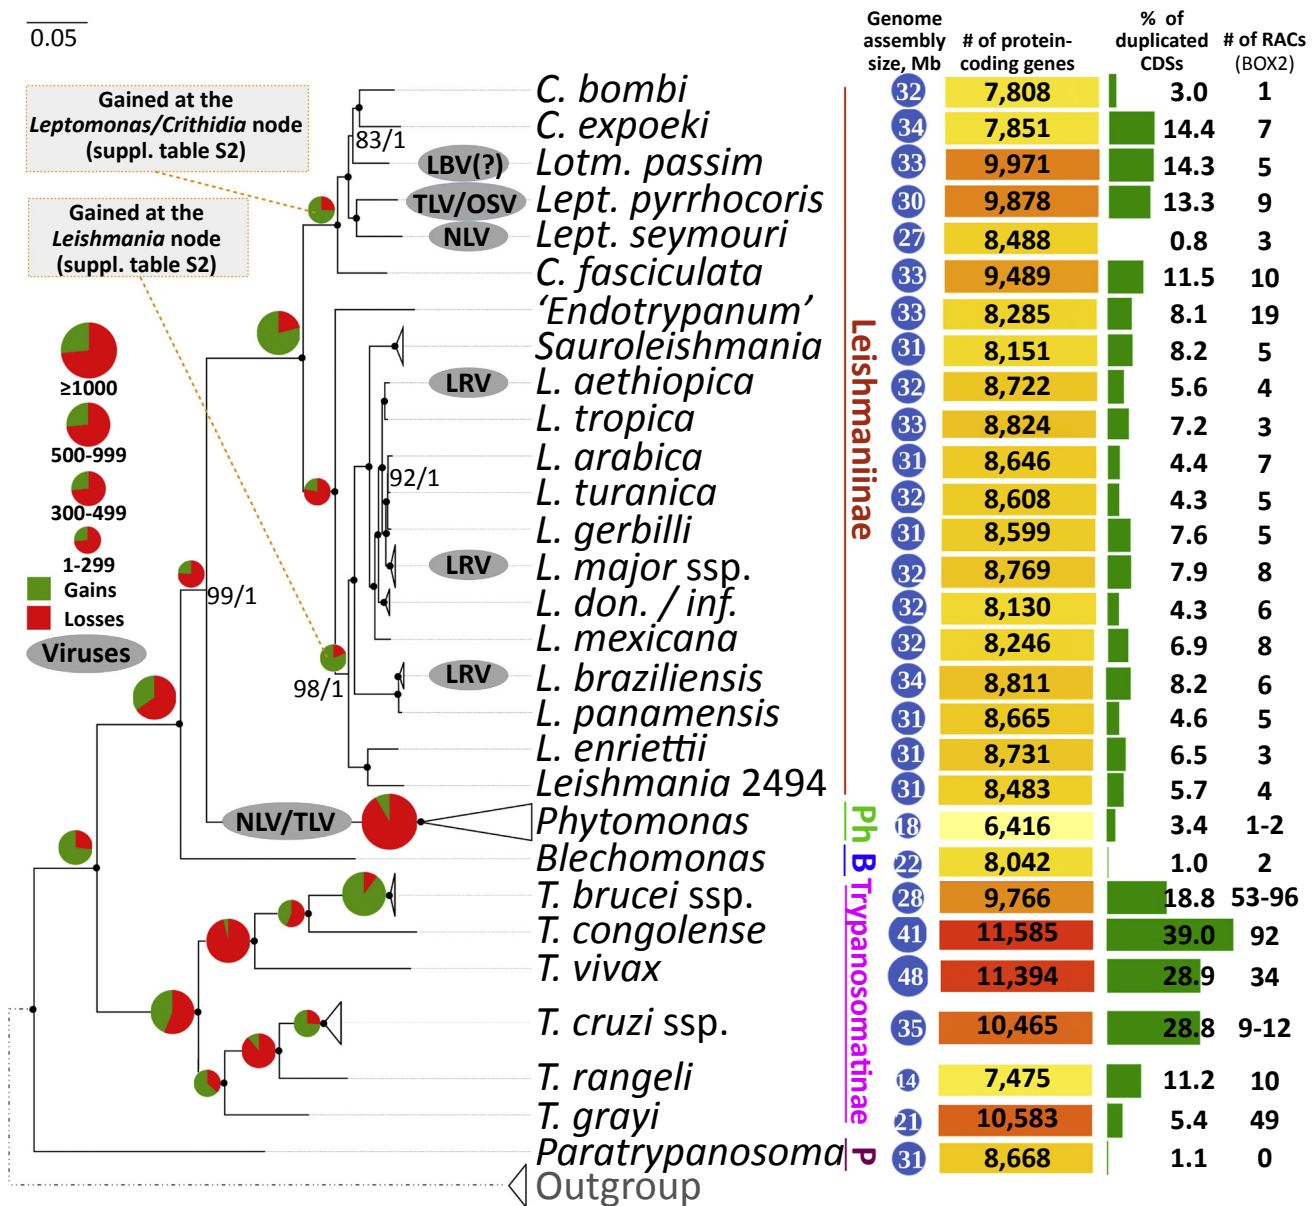 0.05
Genome
assembly
size, Mb
# of protein-
coding genes
% of
duplicated
CDSs
# of RACs
(BOX2)
Gained at the
Leptomonas/Crithidia node
(suppl. table S2)
Gained at the
Leishmania node
(suppl. table S2)
≥1000
500-999
300-499
1-299
Gains
Losses
Viruses
83/1
92/1
99/1
98/1
C. bombi 32 7,808 3.0 1
C. expoeki 34 7,851 14.4 7
LBV(?) Lotm. passim 33 9,971 14.3 5
TLV/OSV Lept. pyrrhocoris 30 9,878 13.3 9
NLV Lept. seymouri 27 8,488 0.8 3
C. fasciculata 33 9,489 11.5 10
'Endotrypanum' 33 8,285 8.1 19
Sauroleishmania 31 8,151 8.2 5
LRV L. aethiopica 32 8,722 5.6 4
L. tropica 33 8,824 7.2 3
L. arabica 31 8,646 4.4 7
L. turanica 32 8,608 4.3 5
L. gerbilli 31 8,599 7.6 5
LRV L. major ssp. 32 8,769 7.9 8
L. don. / inf. 32 8,130 4.3 6
L. mexicana 32 8,246 6.9 8
LRV L. braziliensis 34 8,811 8.2 6
L. panamensis 31 8,665 4.6 5
L. enriettii 31 8,731 6.5 3
Leishmania 2494 31 8,483 5.7 4
NLV/TLV Phytomonas 18 6,416 3.4 1-2
Blechomonas 22 8,042 1.0 2
T. brucei ssp. 28 9,766 18.8 53-96
T. congolense 41 11,585 39.0 92
T. vivax 48 11,394 28.9 34
T. cruzi ssp. 35 10,465 28.8 9-12
T. rangeli 14 7,475 11.2 10
T. grayi 21 10,583 5.4 49
Paratrypanosoma 31 8,668 1.1 0
Outgroup
Leishmaniinae
Ph
B
Trypanosomatinae
P